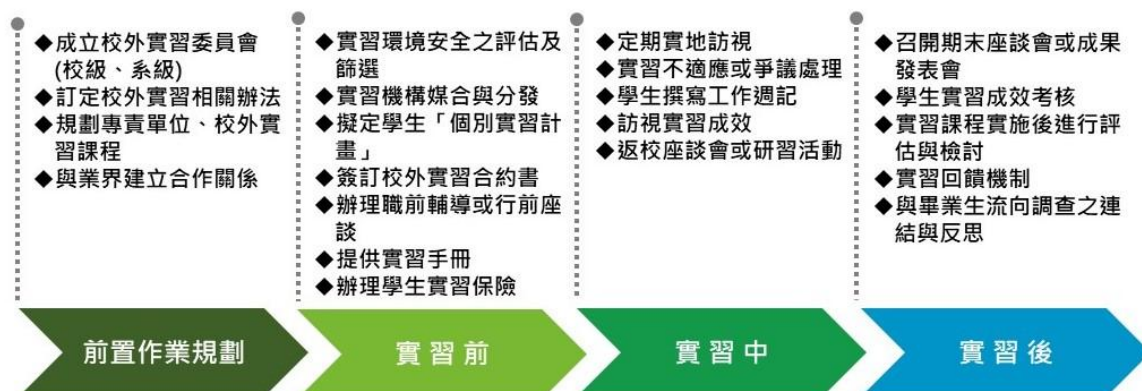 ◆成立校外實習委員會
(校級、系級)
◆訂定校外實習相關辦法
◆規劃專責單位、校外實
習課程
◆與業界建立合作關係
前置作業規劃
◆實習環境安全之評估及
篩選
◆實習機構媒合與分發
◆擬定學生「個別實習計
畫」
◆簽訂校外實習合約書
◆辦理職前輔導或行前座
談
◆提供實習手冊
◆辦理學生實習保險
實習前
◆定期實地訪視
◆實習不適應或爭議處理
◆學生撰寫工作週記
◆訪視實習成效
◆返校座談會或研習活動
實習中
◆召開期末座談會或成果
發表會
◆學生實習成效考核
◆實習課程實施後進行評
估與檢討
◆實習回饋機制
◆與畢業生流向調查之連
結與反思
實習後